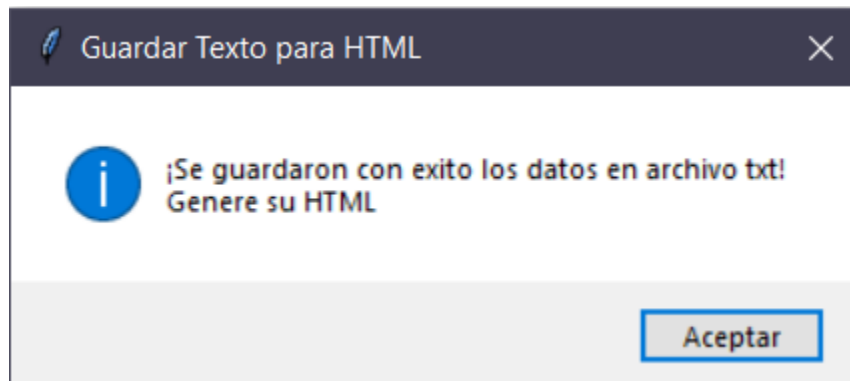 Guardar Texto para HTML
¡Se guardaron con exito los datos en archivo txt!
Genere su HTML
Aceptar